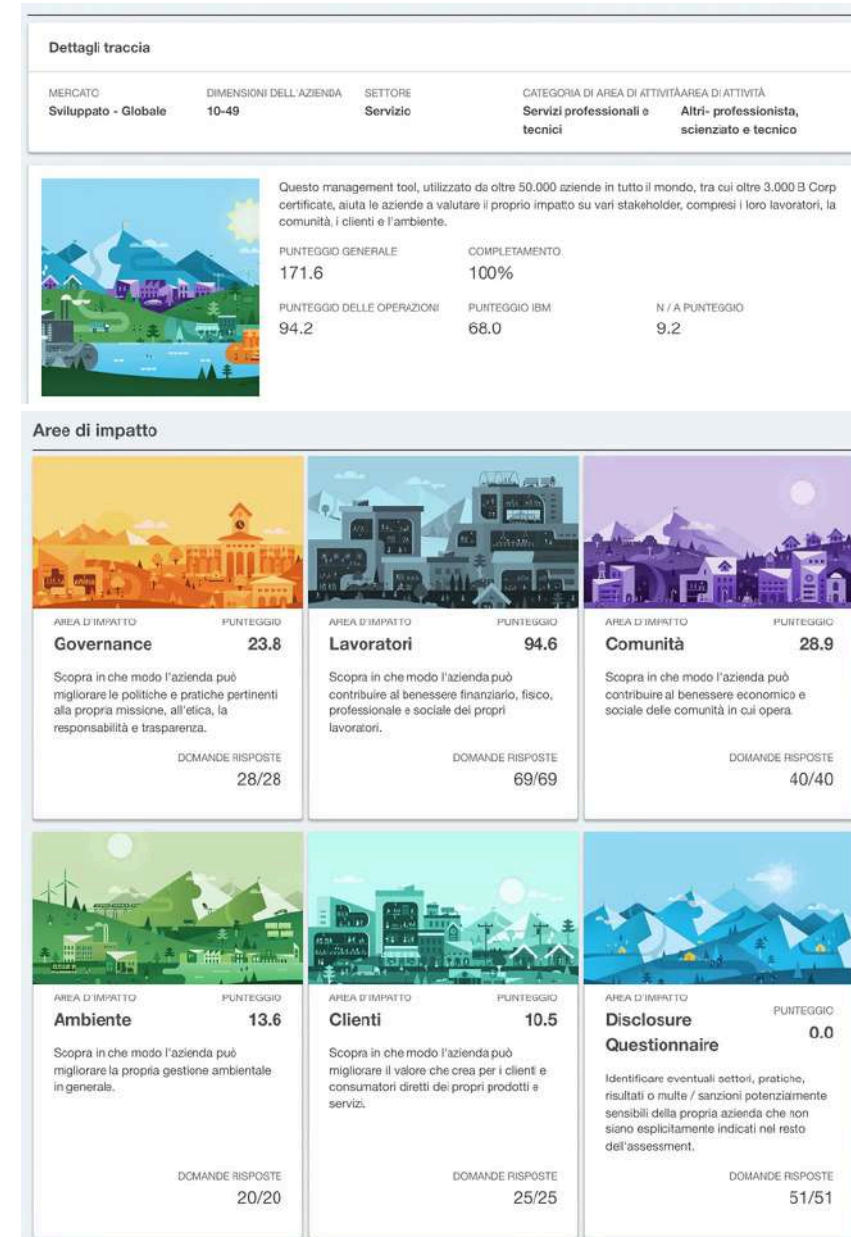 Dettagli traccia
MERCATO
Sviluppato - Globale
DIMENSIONI DELL'AZIENDA
10-49
SETTORE
Servizio
CATEGORIA DI AREA DI ATTIVITÀ
Servizi professionali e
tecnici
AREA DI ATTIVITÀ
Altri- professionista,
scienziato e tecnico
Questo management tool, utilizzato da oltre 50.000 aziende in tutto il mondo, tra cui oltre 3.000 B Corp
certificate, aiuta le aziende a valutare il proprio impatto su vari stakeholder, compresi i loro lavoratori, la
comunità, i clienti e l'ambiente.
PUNTEGGIO GENERALE
171.6
COMPLETAMENTO
100%
PUNTEGGIO DELLE OPERAZIONI
94.2
PUNTEGGIO IBM
68.0
N / A PUNTEGGIO
9.2
Aree di impatto
AREA D'IMPATTO
Governance
PUNTEGGIO
23.8
Scopra in che modo l'azienda può
migliorare le politiche e pratiche pertinenti
alla propria missione, all'etica, la
responsabilità e trasparenza.
DOMANDE RISPOSTE
28/28
AREA D'IMPATTO
Lavoratori
PUNTEGGIO
94.6
Scopra in che modo l'azienda può
contribuire al benessere finanziario, fisico,
professionale e sociale dei propri
lavoratori.
DOMANDE RISPOSTE
69/69
AREA D'IMPATTO
Comunità
PUNTEGGIO
28.9
Scopra in che modo l'azienda può
contribuire al benessere economico e
sociale delle comunità in cui opera.
DOMANDE RISPOSTE
40/40
AREA D'IMPATTO
Ambiente
PUNTEGGIO
13.6
Scopra in che modo l'azienda può
migliorare la propria gestione ambientale
in generale.
DOMANDE RISPOSTE
20/20
AREA D'IMPATTO
Clienti
PUNTEGGIO
10.5
Scopra in che modo l'azienda può
migliorare il valore che crea per i clienti e
consumatori diretti dei propri prodotti e
servizi.
DOMANDE RISPOSTE
25/25
AREA D'IMPATTO
Disclosure
Questionnaire
PUNTEGGIO
0.0
Identificare eventuali settori, pratiche,
risultati o multe / sanzioni potenzialmente
sensibili della propria azienda che non
siano esplicitamente indicati nel resto
dell'assessment.
DOMANDE RISPOSTE
51/51